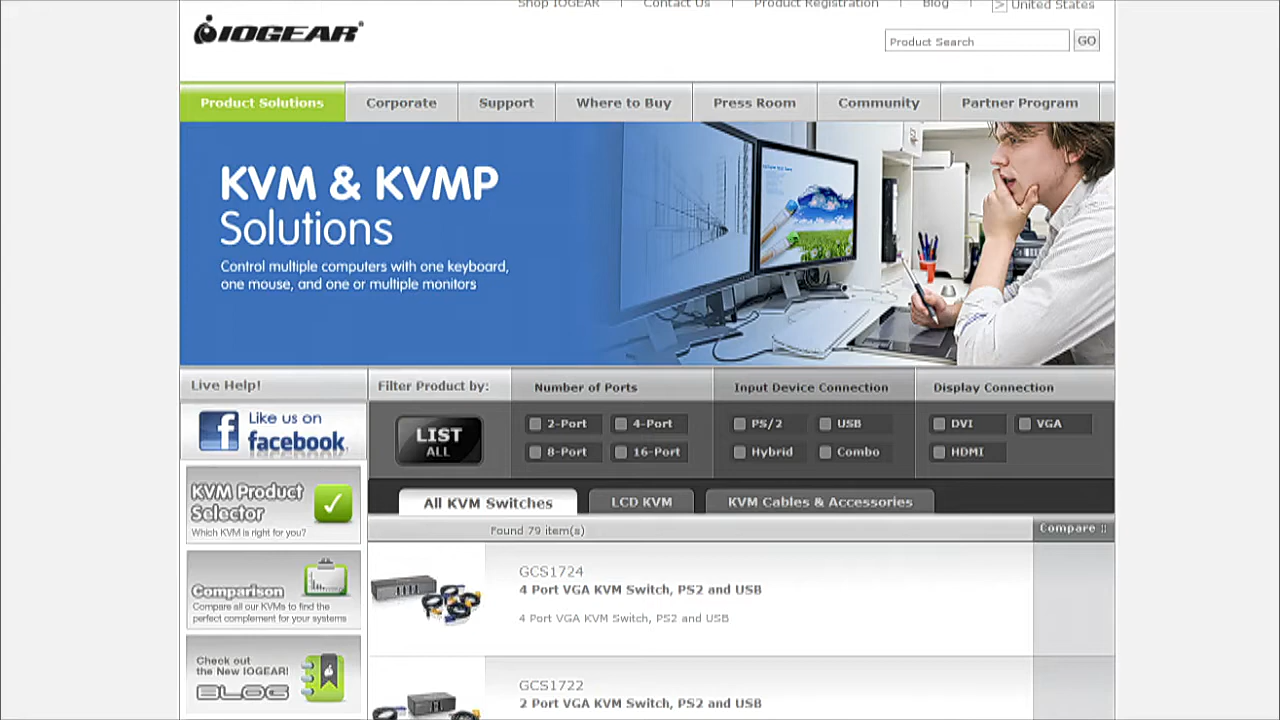 Shop IOGEAR
Contact Us
Product Registration
Blog
United States
IOGEAR
Product Search
GO
Product Solutions
Corporate
Support
Where to Buy
Press Room
Community
Partner Program
KVM & KVMP
Solutions
Control multiple computers with one keyboard,
one mouse, and one or multiple monitors
Live Help!
Like us on
facebook.
KVM Product
Selector
Which KVM is right for you?
Comparison
Compare all our KVMs to find the
perfect complement for your systems
Check out
the New IOGEAR!
BLOG
Filter Product by:
LIST
ALL
Number of Ports
2-Port
4-Port
8-Port
16-Port
Input Device Connection
PS/2
USB
Hybrid
Combo
Display Connection
DVI
VGA
HDMI
All KVM Switches
LCD KVM
KVM Cables & Accessories
Found 79 item(s)
Compare ::
GCS1724
4 Port VGA KVM Switch, PS2 and USB
4 Port VGA KVM Switch, PS2 and USB
GCS1722
2 Port VGA KVM Switch, PS2 and USB